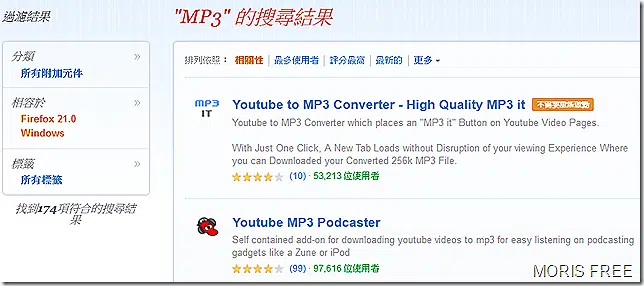 過濾結果
分類 »
所有附加元件
相容於 »
Firefox 21.0
Windows
標籤 »
所有標籤
找到174項符合的搜尋結
果
"MP3" 的搜尋結果
排列依照： 相關性 | 最多使用者 | 評分最高 | 最新的 | 更多
MP3
IT
Youtube to MP3 Converter - High Quality MP3 it 不需要重新啟動
Youtube to MP3 Converter which places an "MP3 it" Button on Youtube Video Pages.
With Just One Click, A New Tab Loads without Disruption of your viewing Experience Where
you can Downloaded your Converted 256k MP3 File.
(10) · 53,213 位使用者
Youtube MP3 Podcaster
Self contained add-on for downloading youtube videos to mp3 for easy listening on podcasting
gadgets like a Zune or iPod
(99) · 97,616 位使用者
MORIS FREE